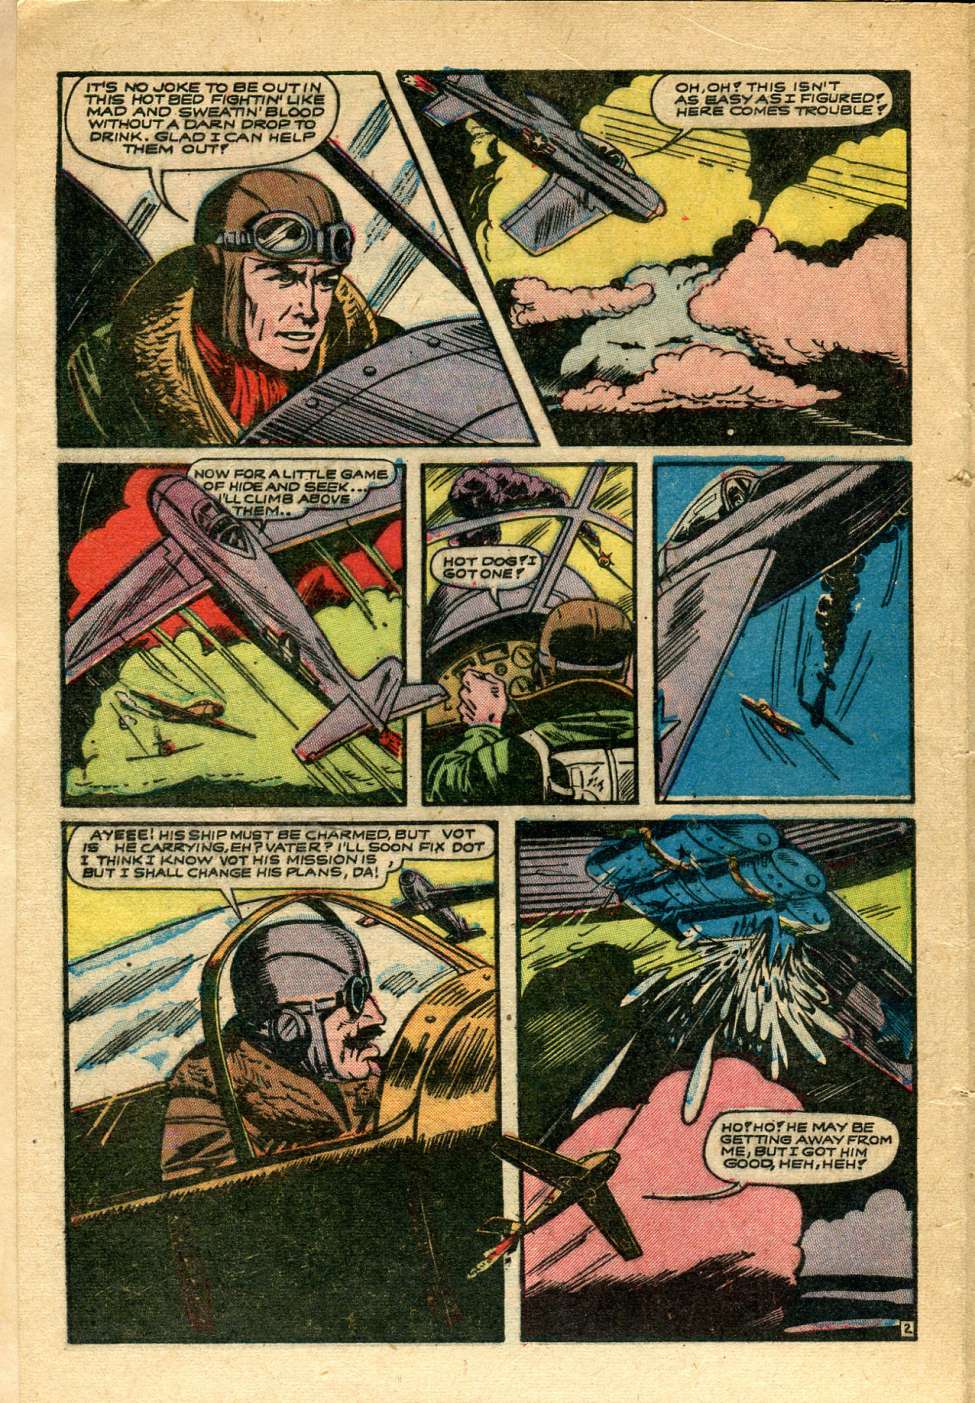 IT'S NO JOKE TO BE OUT IN
THIS HOT BED FIGHTIN' LIKE
MAD AND SWEATIN' BLOOD
WITHOUT A DARN DROP TO
DRINK. GLAD I CAN HELP
THEM OUT!
OH, OH! THIS ISN'T
AS EASY AS I FIGURED!
HERE COMES TROUBLE!
NOW FOR A LITTLE GAME
OF HIDE AND SEEK...
I'LL CLIMB ABOVE
THEM..
HOT DOG! I
GOT ONE!
AYEEE! HIS SHIP MUST BE CHARMED, BUT VOT
IS HE CARRYING, EH? VATER? I'LL SOON FIX DOT
I THINK I KNOW VOT HIS MISSION IS,
BUT I SHALL CHANGE HIS PLANS, DA!
HO! HO! HE MAY BE
GETTING AWAY FROM
ME, BUT I GOT HIM
GOOD, HEH, HEH!
2